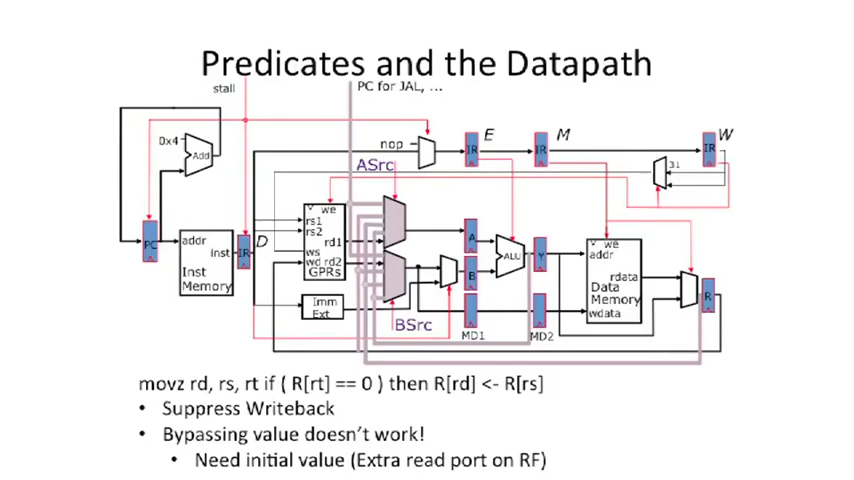 Predicates and the Datapath
stall
PC for JAL, ...
E
M
W
nop
IR
IR
IR
31
0x4
Add
ASrc
we
rs1
rs2
rd1
ws
wd rd2
GPRs
PC
addr
inst
Inst
Memory
IR
D
A
B
ALU
Y
we
addr
rdata
Data
Memory
wdata
R
Imm
Ext
BSrc
MD1
MD2
movz rd, rs, rt if ( R[rt] == 0 ) then R[rd] <- R[rs]
• Suppress Writeback
• Bypassing value doesn’t work!
• Need initial value (Extra read port on RF)